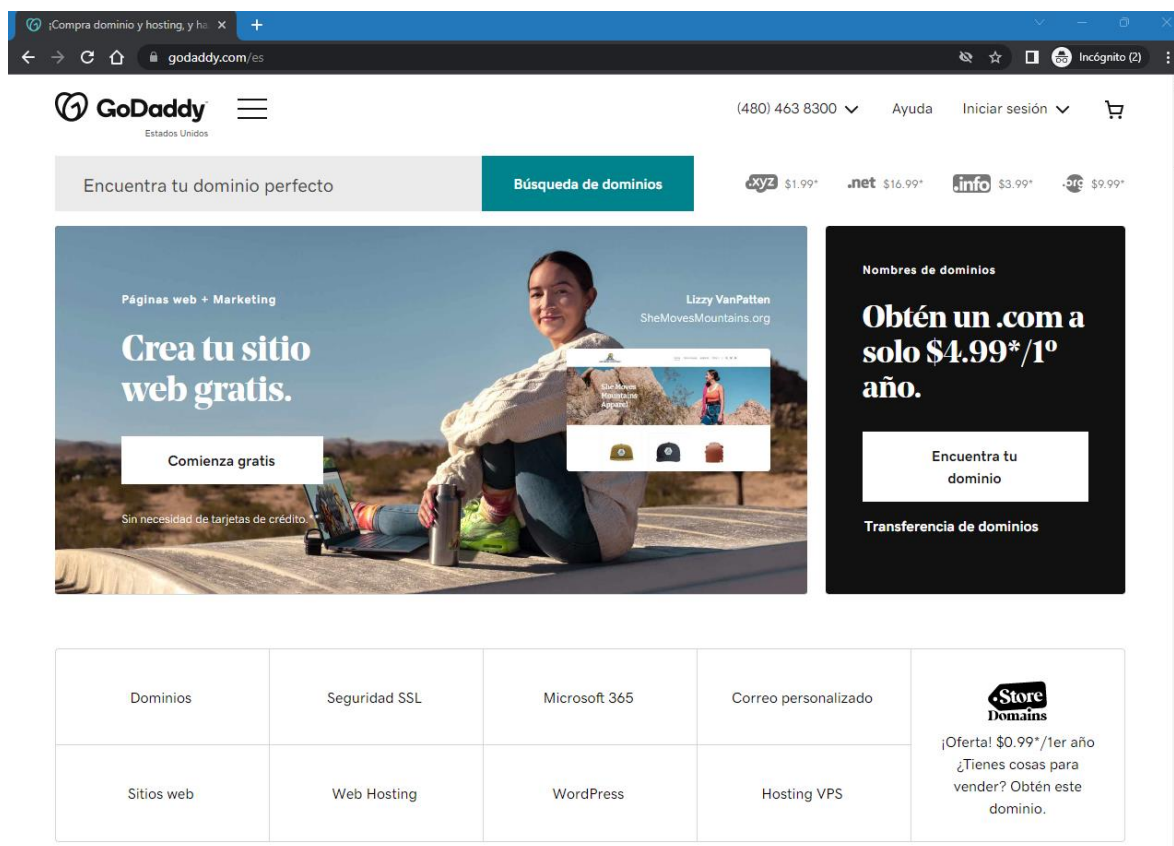 ¡Compra dominio y hosting, y ha
godaddy.com/es
Incógnito (2)
GoDaddy
Estados Unidos
(480) 463 8300
Ayuda
Iniciar sesión
Encuentra tu dominio perfecto
Búsqueda de dominios
.xyz $1.99*
.net $16.99*
.info $3.99*
.org $9.99*
Páginas web + Marketing
Crea tu sitio
web gratis.
Comienza gratis
Sin necesidad de tarjetas de crédito.**
Lizzy VanPatten
SheMovesMountains.org
She Moves
Mountains
Apparel
Nombres de dominios
Obtén un .com a
solo $4.99*/1º
año.
Encuentra tu
dominio
Transferencia de dominios
Dominios
Seguridad SSL
Microsoft 365
Correo personalizado
Sitios web
Web Hosting
WordPress
Hosting VPS
.Store
Domains
¡Oferta! $0.99*/1er año
¿Tienes cosas para
vender? Obtén este
dominio.